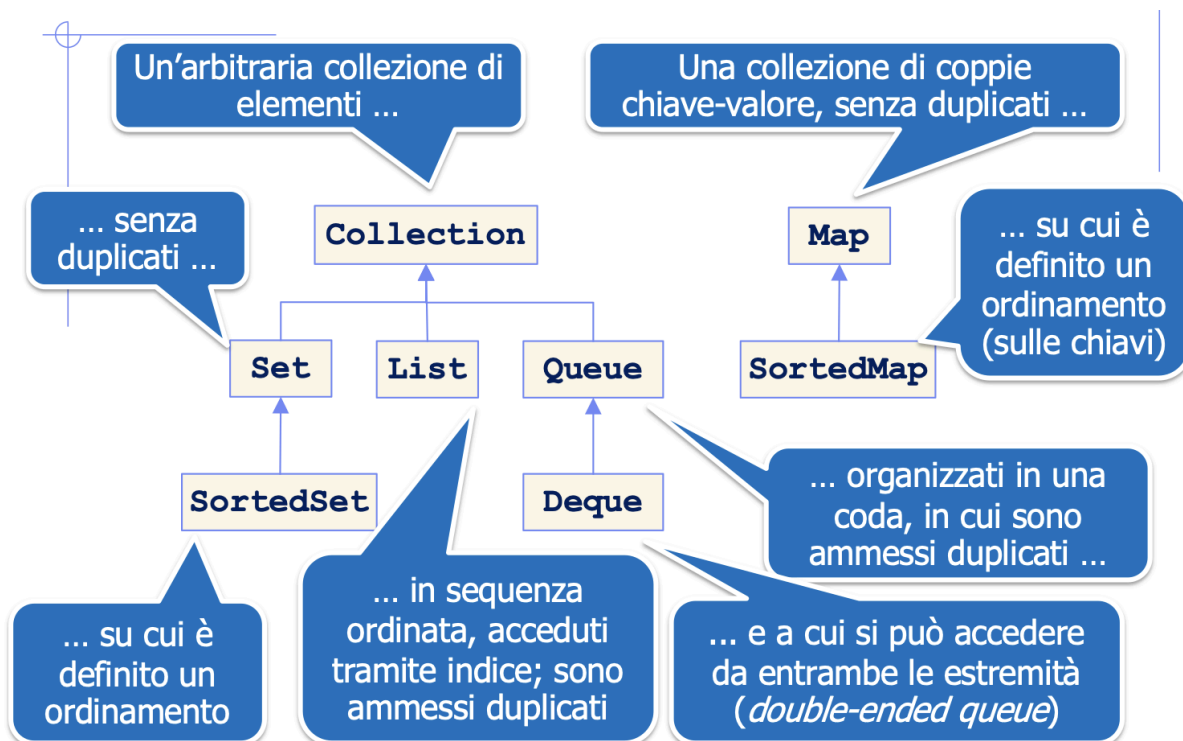 Un'arbitraria collezione di
elementi ...
Una collezione di coppie
chiave-valore, senza duplicati ...
... senza
duplicati ...
Collection
Map
... su cui è
definito un
ordinamento
(sulle chiavi)
Set
List
Queue
SortedMap
SortedSet
Deque
... organizzati in una
coda, in cui sono
ammessi duplicati ...
... su cui è
definito un
ordinamento
... in sequenza
ordinata, acceduti
tramite indice; sono
ammessi duplicati
... e a cui si può accedere
da entrambe le estremità
(double-ended queue)